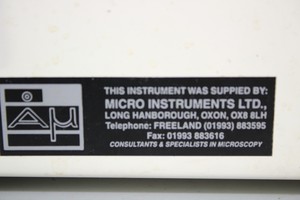 THIS INSTRUMENT WAS SUPPIED BY:
MICRO INSTRUMENTS LTD.,
LONG HANBOROUGH, OXON, OX8 8LH
Telephone: FREELAND (01993) 883595
Fax: 01993 883616
CONSULTANTS & SPECIALISTS IN MICROSCOPY
iAμ